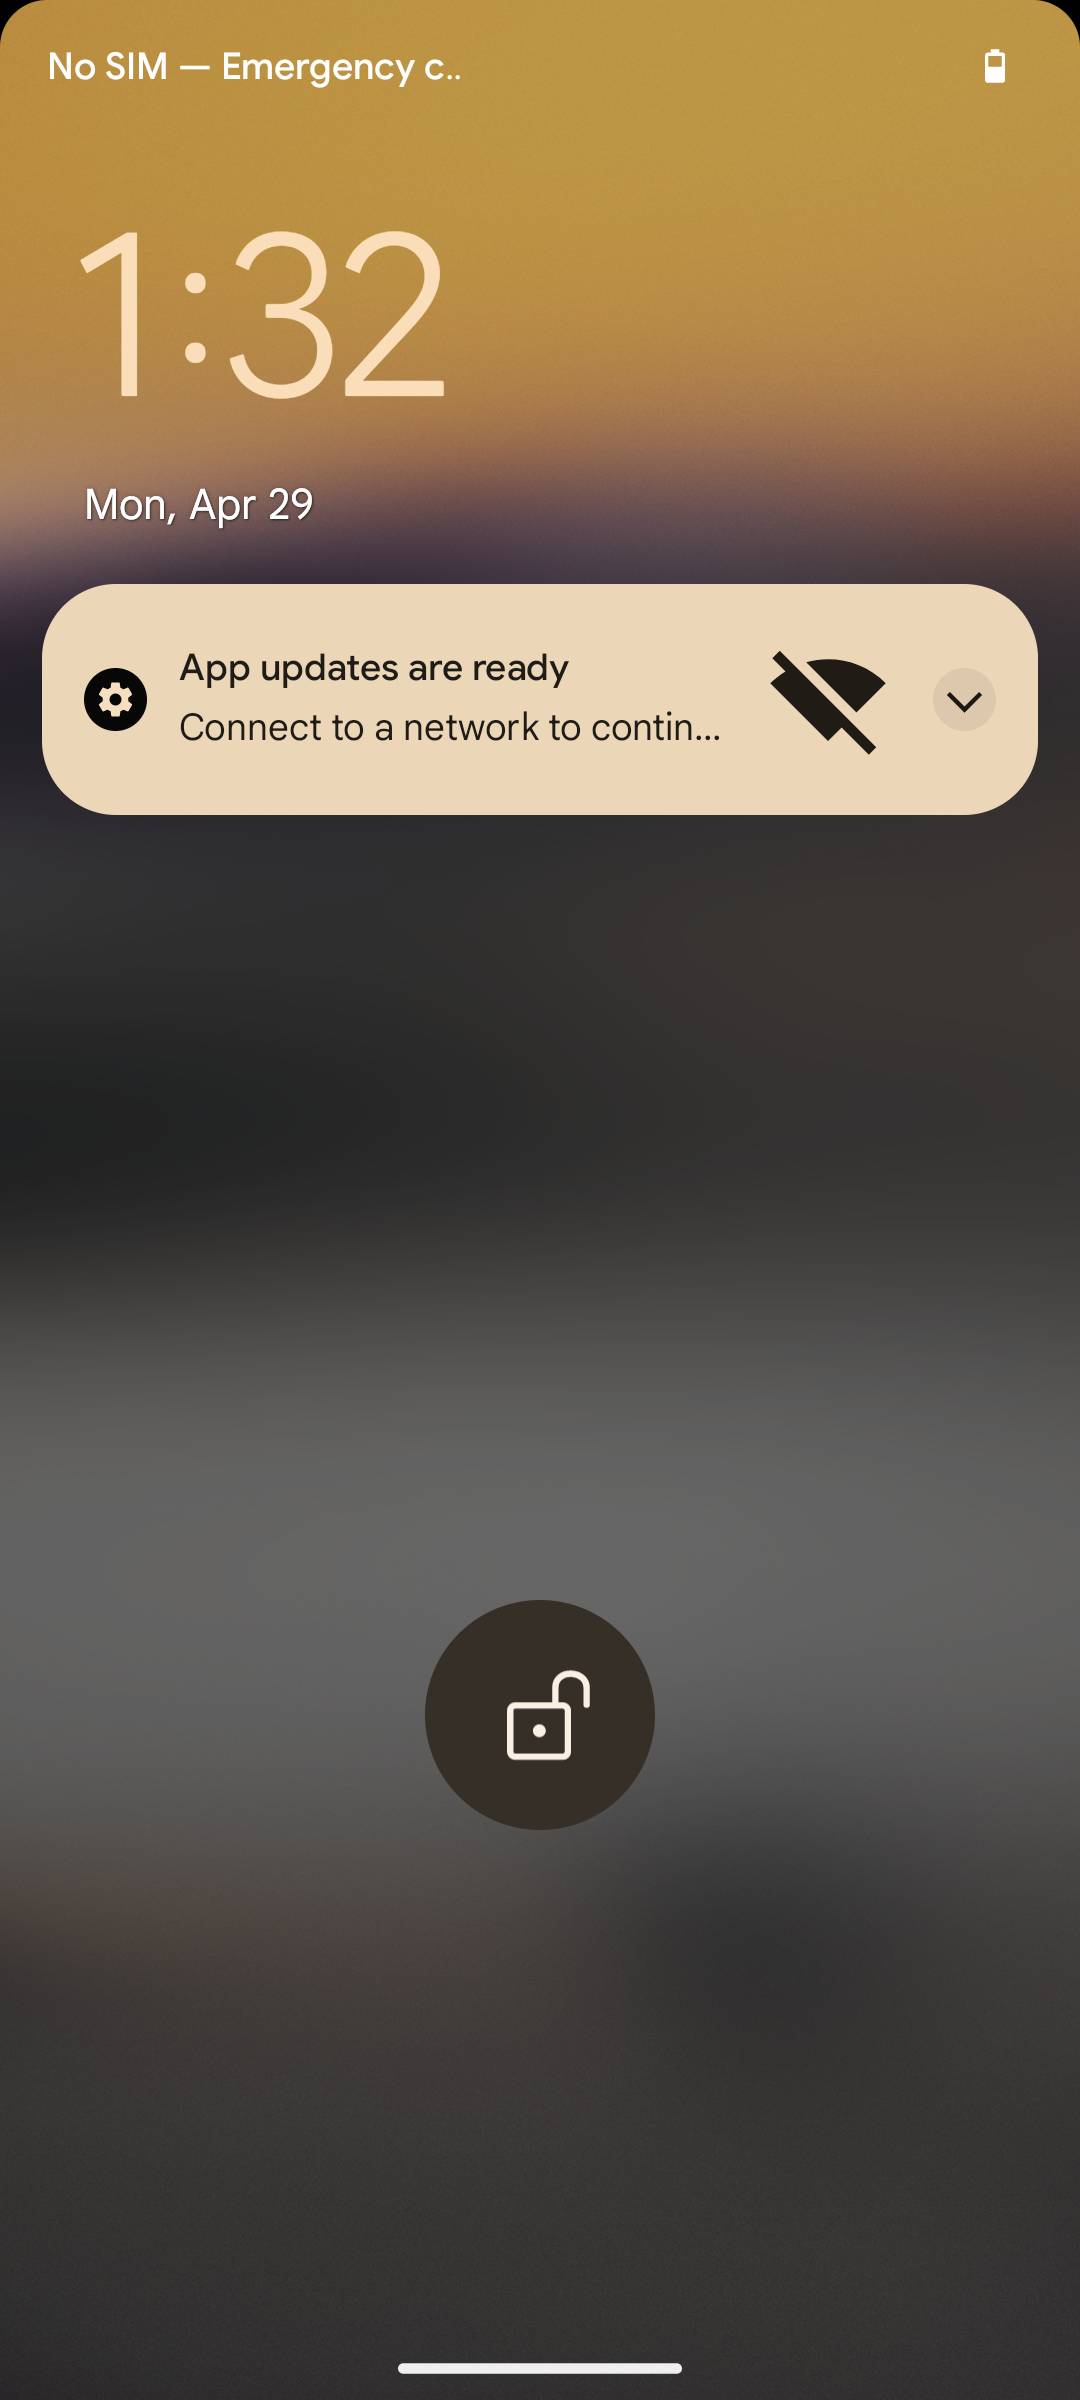 No SIM — Emergency c..
1:32
Mon, Apr 29
App updates are ready
Connect to a network to contin...